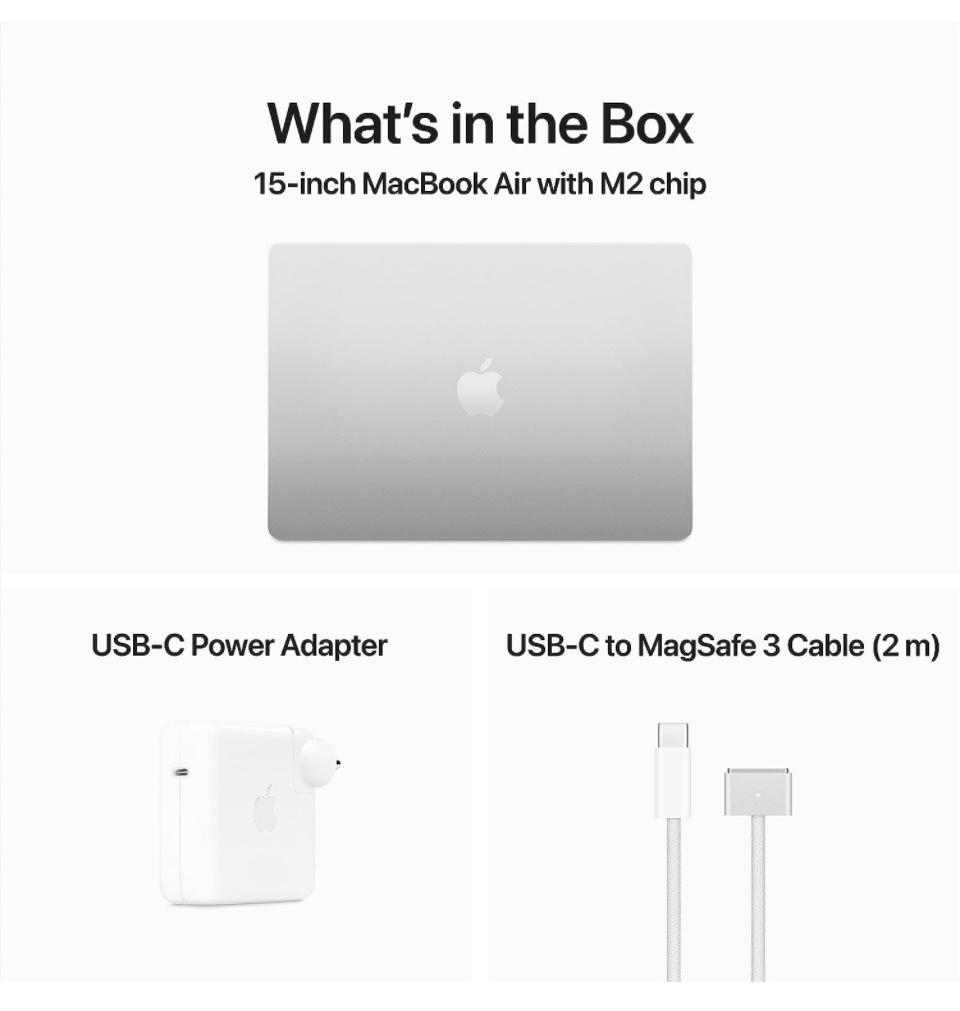 What’s in the Box
15-inch MacBook Air with M2 chip
USB-C Power Adapter
USB-C to MagSafe 3 Cable (2 m)